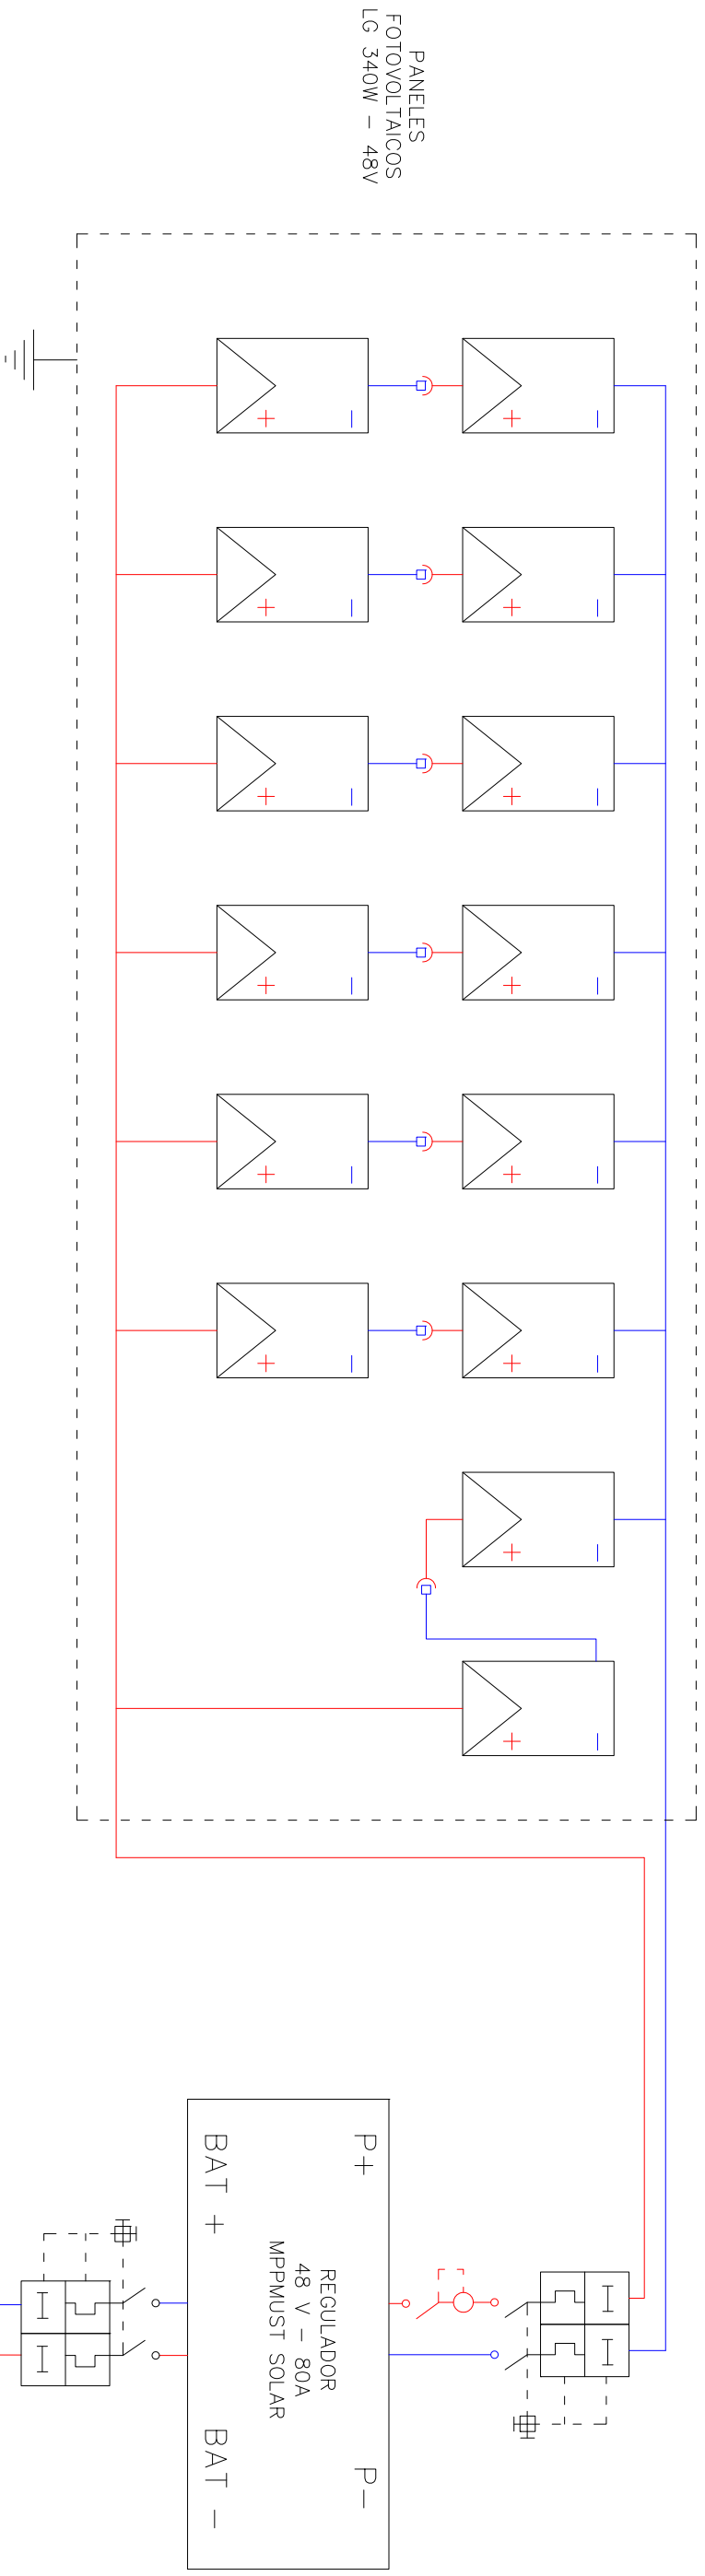 PANELES
FOTOVOLTAICOS
LG 340W - 48V
P+
P-
REGULADOR
48 V - 80A
MPPMUST SOLAR
BAT +
BAT -